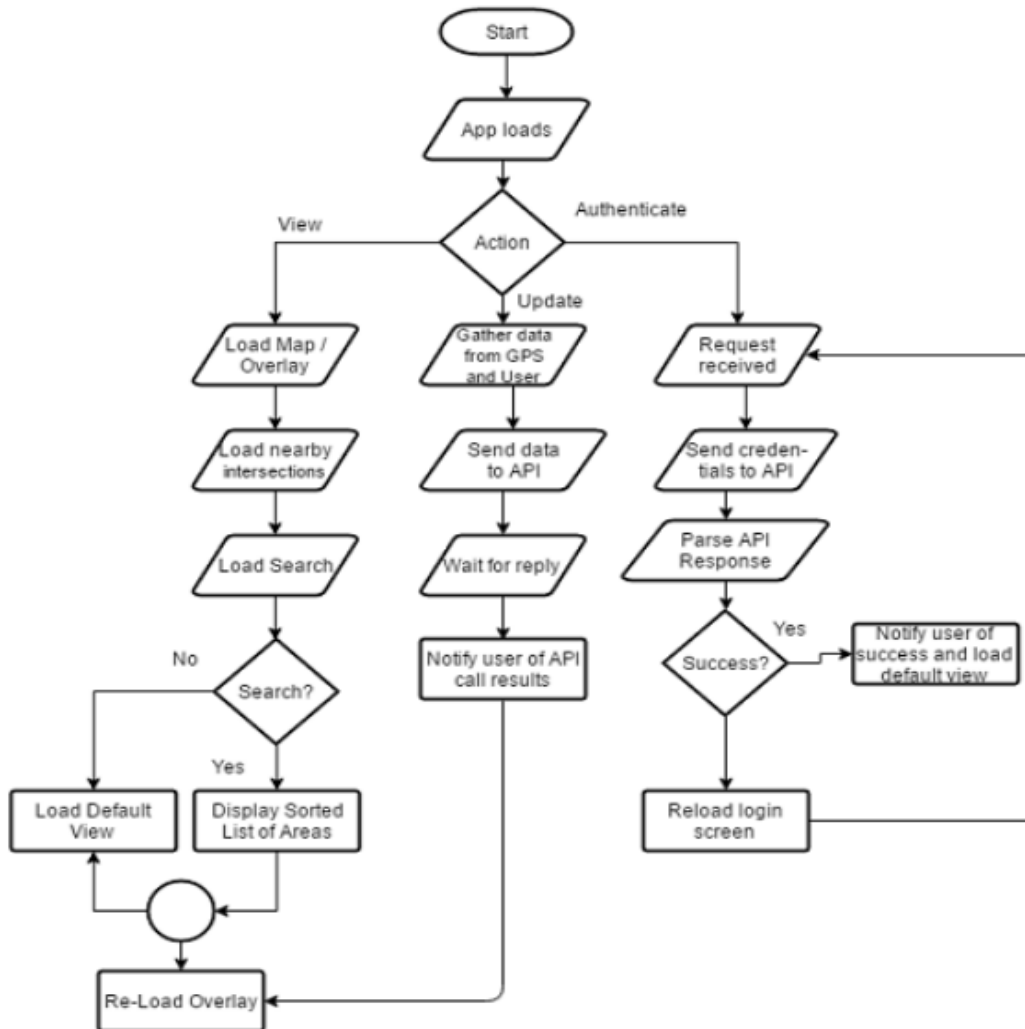 Start
App loads
Action
View
Authenticate
Update
Load Map /
Overlay
Gather data
from GPS
and User
Request
received
Load nearby
intersections
Send data
to API
Send creden-
tials to API
Load Search
Wait for reply
Parse API
Response
Search?
No
Yes
Notify user of API
call results
Success?
Yes
Notify user of
success and load
default view
Load Default
View
Display Sorted
List of Areas
Reload login
screen
Re-Load Overlay